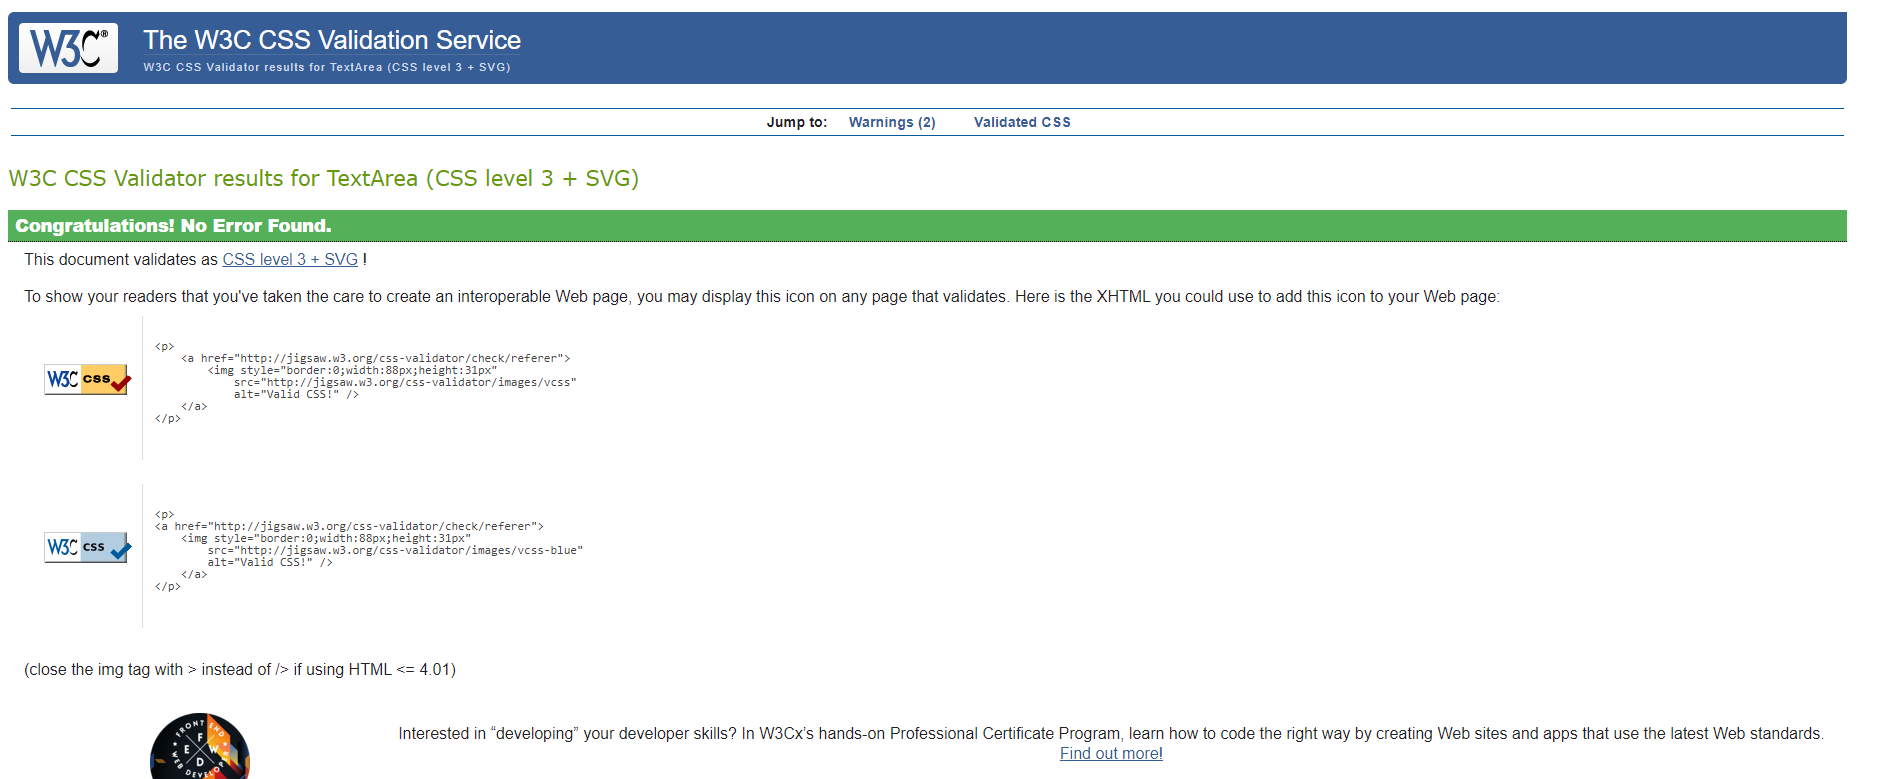 W3C®
The W3C CSS Validation Service
W3C CSS Validator results for TextArea (CSS level 3 + SVG)
Jump to: Warnings (2) Validated CSS
W3C CSS Validator results for TextArea (CSS level 3 + SVG)
Congratulations! No Error Found.
This document validates as CSS level 3 + SVG !
To show your readers that you've taken the care to create an interoperable Web page, you may display this icon on any page that validates. Here is the XHTML you could use to add this icon to your Web page:
W3C css
<p>
<a href="http://jigsaw.w3.org/css-validator/check/referer">
<img style="border:0;width:88px;height:31px"
src="http://jigsaw.w3.org/css-validator/images/vcss"
alt="Valid CSS!" />
</a>
</p>
W3C css
<p>
<a href="http://jigsaw.w3.org/css-validator/check/referer">
<img style="border:0;width:88px;height:31px"
src="http://jigsaw.w3.org/css-validator/images/vcss-blue"
alt="Valid CSS!" />
</a>
</p>
(close the img tag with > instead of /> if using HTML <= 4.01)
FRONT END
F
E W
D
WEB DEVELOP
Interested in “developing” your developer skills? In W3Cx’s hands-on Professional Certificate Program, learn how to code the right way by creating Web sites and apps that use the latest Web standards.
Find out more!